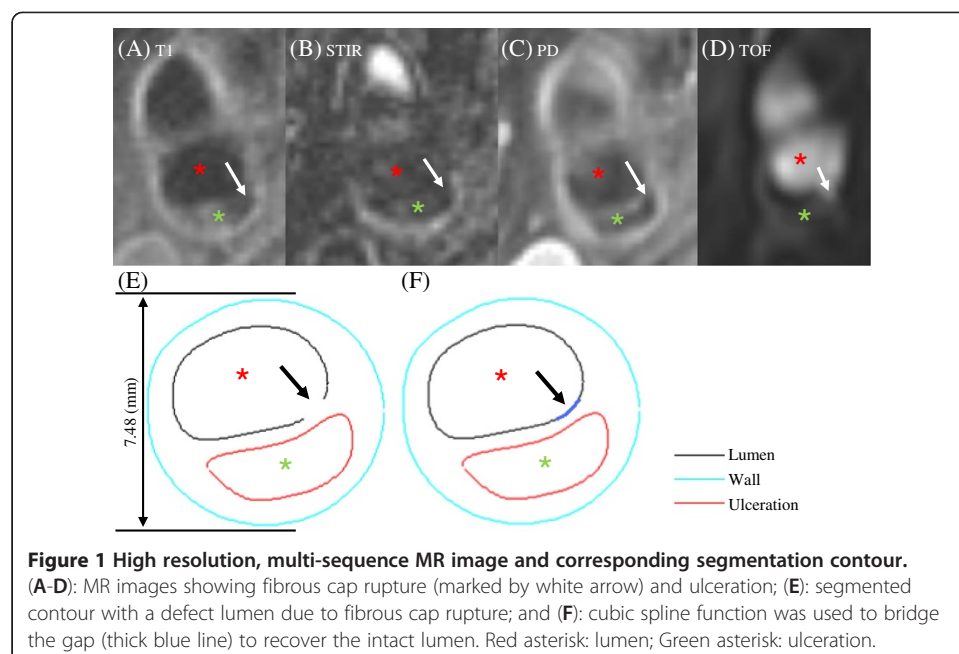 (A) T1
(B) STIR
(C) PD
(D) TOF
*
*
*
*
*
*
*
*
(E)
(F)
7.48 (mm)
*
*
*
*
Lumen
Wall
Ulceration
Figure 1 High resolution, multi-sequence MR image and corresponding segmentation contour.
(A-D): MR images showing fibrous cap rupture (marked by white arrow) and ulceration; (E): segmented
contour with a defect lumen due to fibrous cap rupture; and (F): cubic spline function was used to bridge
the gap (thick blue line) to recover the intact lumen. Red asterisk: lumen; Green asterisk: ulceration.